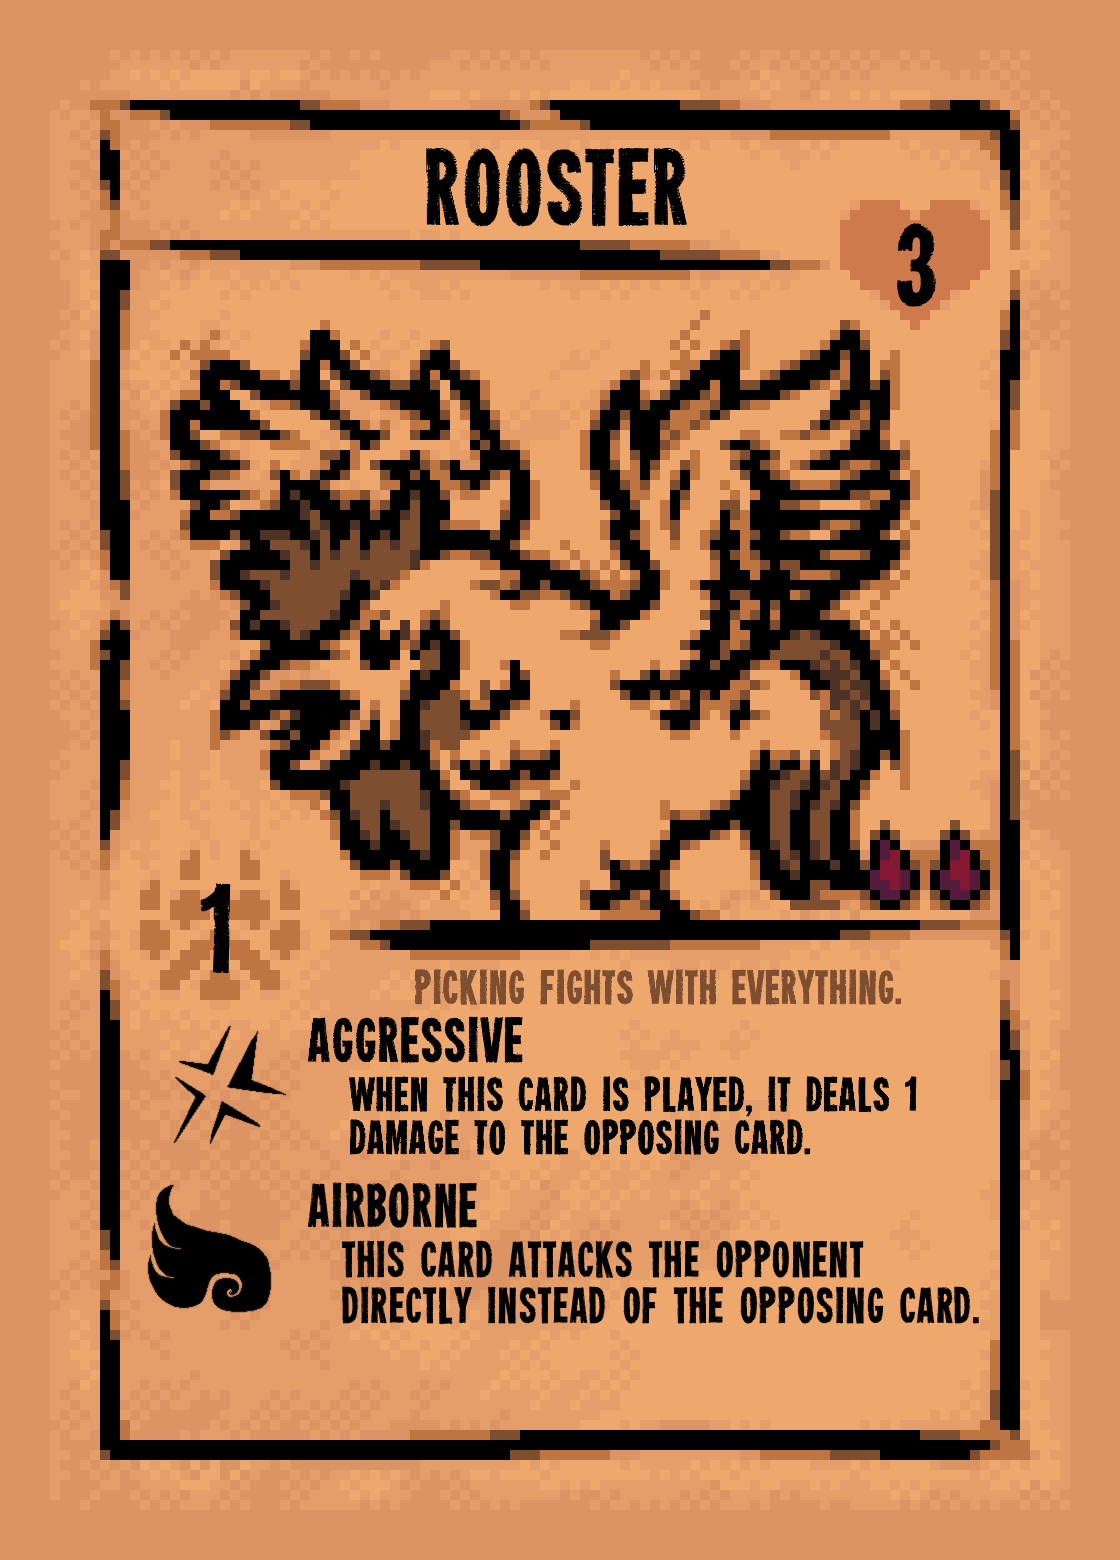 ROOSTER
3
1
PICKING FIGHTS WITH EVERYTHING.
AGGRESSIVE
WHEN THIS CARD IS PLAYED, IT DEALS 1
DAMAGE TO THE OPPOSING CARD.
AIRBORNE
THIS CARD ATTACKS THE OPPONENT
DIRECTLY INSTEAD OF THE OPPOSING CARD.